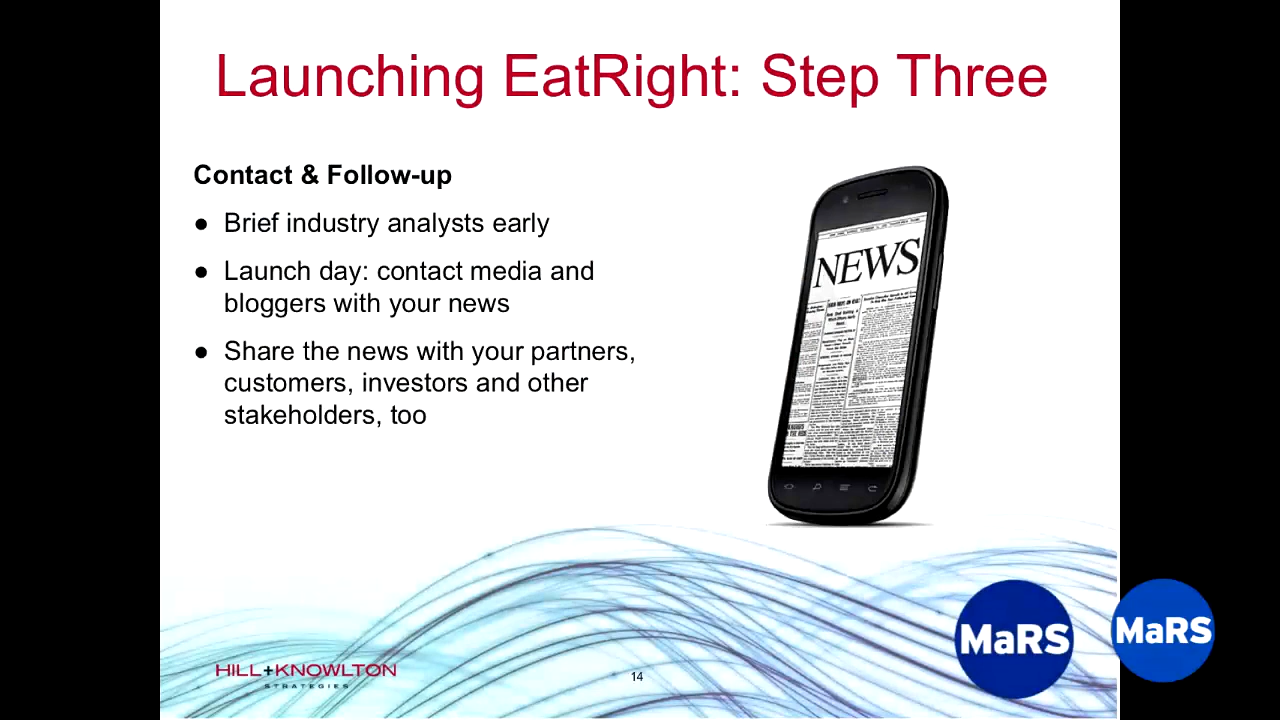 Launching EatRight: Step Three
Contact & Follow-up
● Brief industry analysts early
● Launch day: contact media and
bloggers with your news
● Share the news with your partners,
customers, investors and other
stakeholders, too
NEWS
HILL+KNOWLTON
STRATEGIES
14
MaRS
MaRS